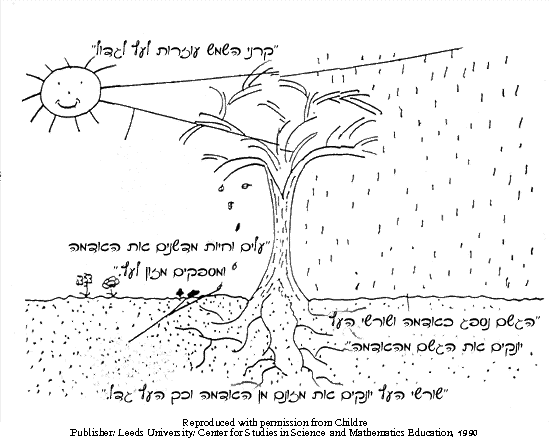 "קרני השמש עוזרות לעץ לגדול"
"עלים וחיות מדשנים את האדמה
ומספקים מזון לעץ."
"הגשם נספג באדמה ושורשי העץ
יונקים את הגשם מהאדמה"
"שורשי העץ יונקים את מזונם מן האדמה וכך העץ גדל."
Reproduced with permission from Childre
Publisher/ Leeds University/ Center for Studies in Science and Mathematics Education, 1990